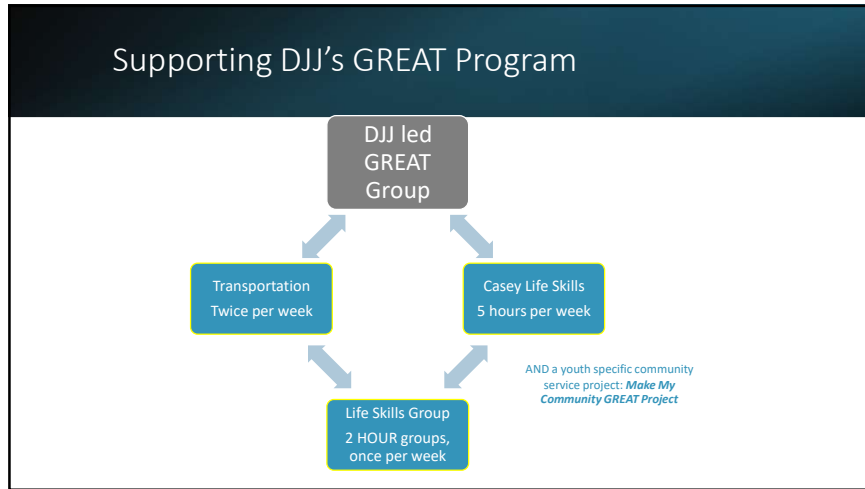 Supporting DJJ's GREAT Program
DJJ led
GREAT
Group
Transportation
Twice per week
Casey Life Skills
5 hours per week
AND a youth specific community
service project: Make My
Community GREAT Project
Life Skills Group
2 HOUR groups,
once per week